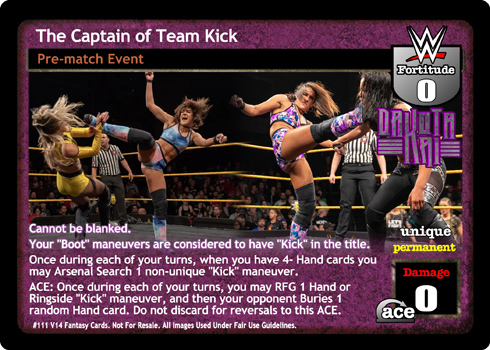 The Captain of Team Kick
Pre-match Event
W
Fortitude
0
DAKOTA
KAI
Cannot be blanked.
Your "Boot" maneuvers are considered to have "Kick" in the title.
Once during each of your turns, when you have 4- Hand cards you
may Arsenal Search 1 non-unique "Kick" maneuver.
ACE: Once during each of your turns, you may RFG 1 Hand or
Ringside "Kick" maneuver, and then your opponent Buries 1
random Hand card. Do not discard for reversals to this ACE.
unique
permanent
Damage
ace
0
#111 V14 Fantasy Cards. Not For Resale. All Images Used Under Fair Use Guidelines.